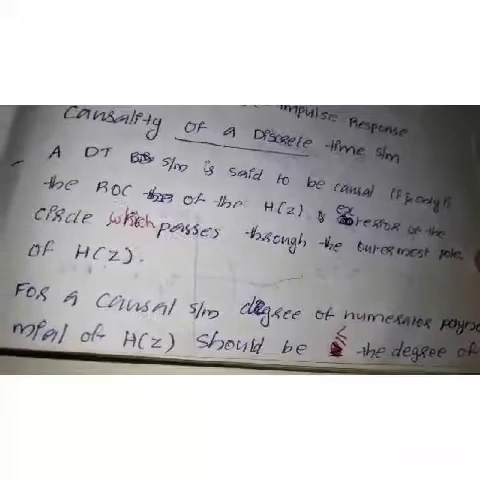 Impulse Response
Causality of a Discrete time s/m
A DT s/m is said to be causal if & only if
the ROC of the H(z) is exterior of the
circle which passes through the outermost pole
of H(z).
For a causal s/m degree of numerator polyno
mial of H(z) should be ≤ the degree of